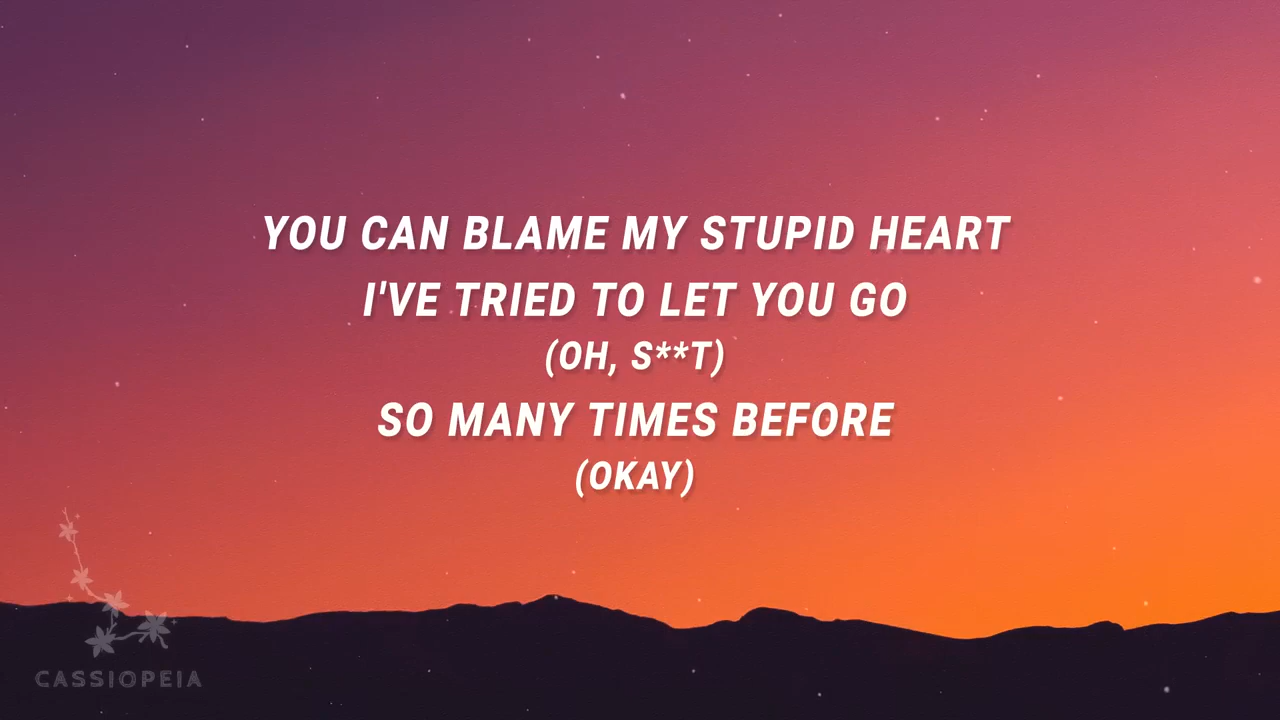 YOU CAN BLAME MY STUPID HEART
I'VE TRIED TO LET YOU GO
(OH, S**T)
SO MANY TIMES BEFORE
(OKAY)
CASSIOPEIA